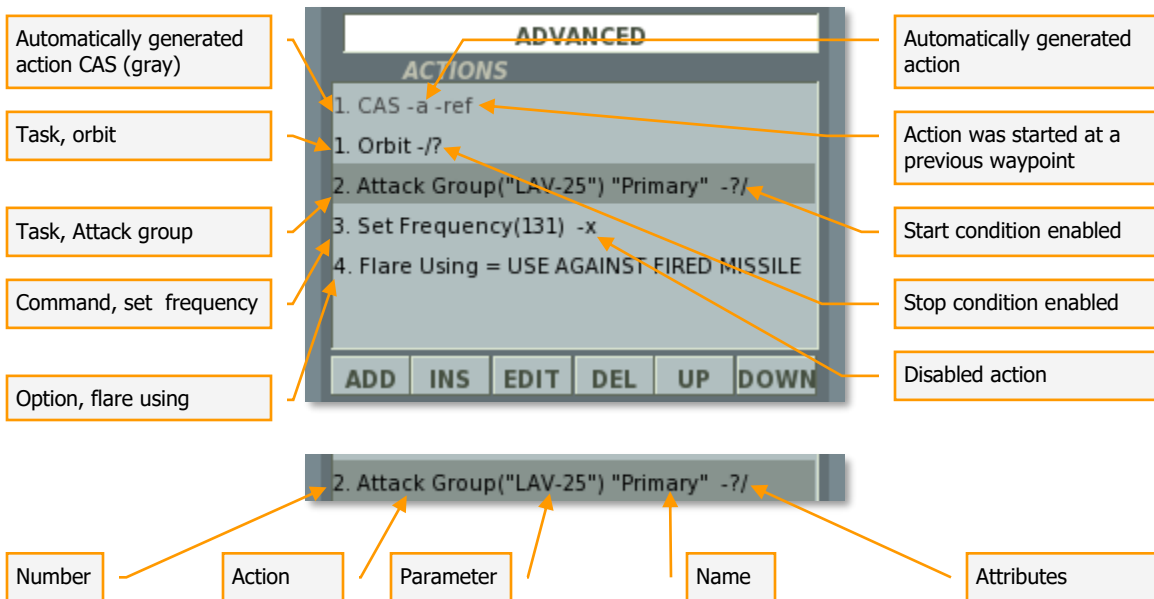 Automatically generated
action CAS (gray)
Task, orbit
Task, Attack group
Command, set frequency
Option, flare using
ADVANCED
ACTIONS
1. CAS -a -ref
1. Orbit -/?
2. Attack Group("LAV-25") "Primary" -?/
3. Set Frequency(131) -x
4. Flare Using = USE AGAINST FIRED MISSILE
ADD INS EDIT DEL UP DOWN
Automatically generated
action
Action was started at a
previous waypoint
Start condition enabled
Stop condition enabled
Disabled action
2. Attack Group("LAV-25") "Primary" -?/
Number Action Parameter Name Attributes